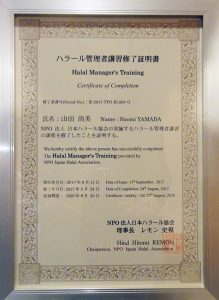 ハラール管理者講習修了証明書
Halal Manager's Training
Certificate of Completion
氏名：山田 尚美 Name : Naomi YAMADA
NPO 法人 日本ハラール協会の実施するハラール管理者講習
の課程を修了したことを証明する。
We hereby certify the above person has successfully completed
The Halal Manager's Training provided by
NPO Japan Halal Association.
NPO 法人日本ハラール協会
理事長 レモン 史視
Hind Hitomi REMON
Chairperson, NPO Japan Halal Association